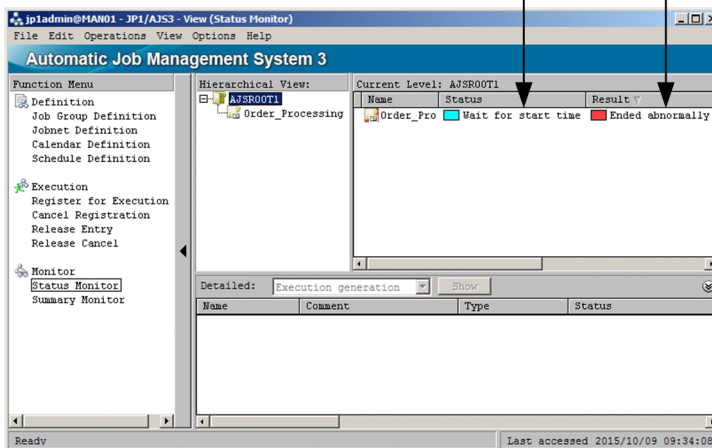 jp1admin@MAN01 - JP1/AJS3 - View (Status Monitor)
File Edit Operations View Options Help
Automatic Job Management System 3
Function Menu
Definition
Job Group Definition
Jobnet Definition
Calendar Definition
Schedule Definition
Execution
Register for Execution
Cancel Registration
Release Entry
Release Cancel
Monitor
Status Monitor
Summary Monitor
Hierarchical View:
AJSROOT1
Order_Processing
Current Level: AJSROOT1
Name Status Result
Order_Pro Wait for start time Ended abnormally
Detailed: Execution generation Show
Name Comment Type Status
Ready Last accessed 2015/10/09 09:34:08